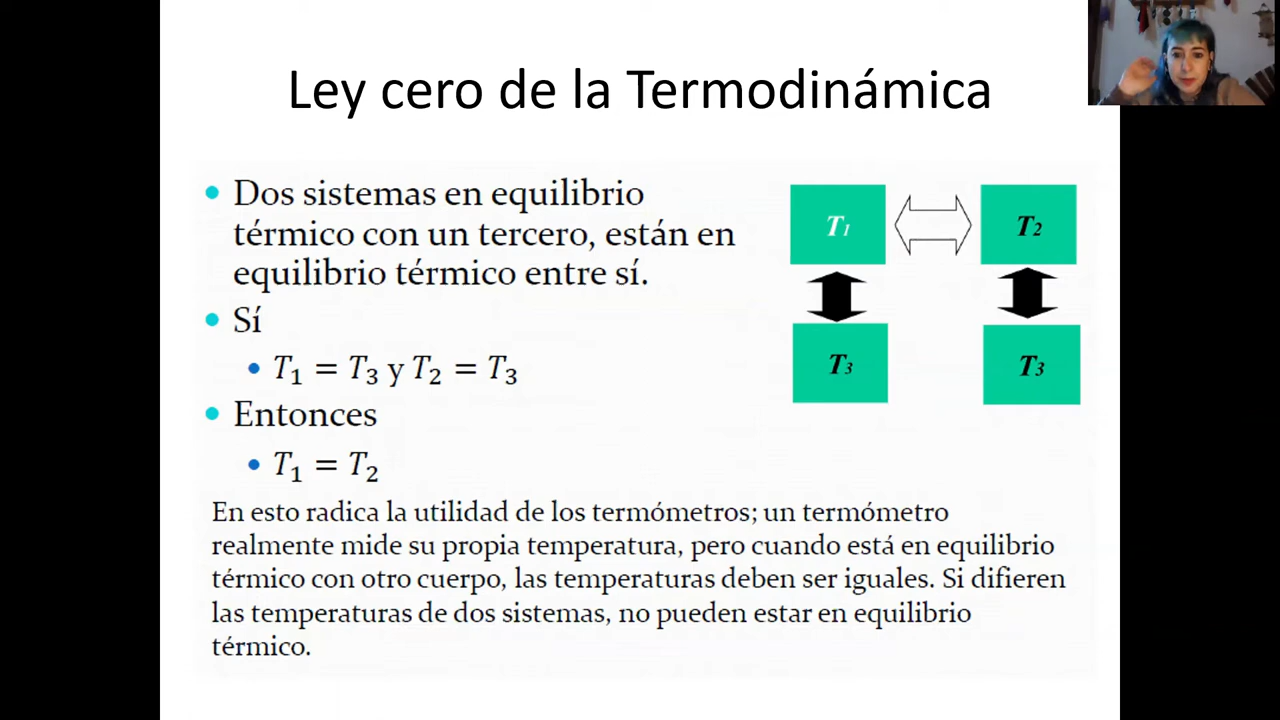 Ley cero de la Termodinámica
• Dos sistemas en equilibrio
térmico con un tercero, están en
equilibrio térmico entre sí.
• Sí
• T₁ = T₃ y T₂ = T₃
• Entonces
• T₁ = T₂
T₁
T₂
T₃
T₃
En esto radica la utilidad de los termómetros; un termómetro
realmente mide su propia temperatura, pero cuando está en equilibrio
térmico con otro cuerpo, las temperaturas deben ser iguales. Si difieren
las temperaturas de dos sistemas, no pueden estar en equilibrio
térmico.